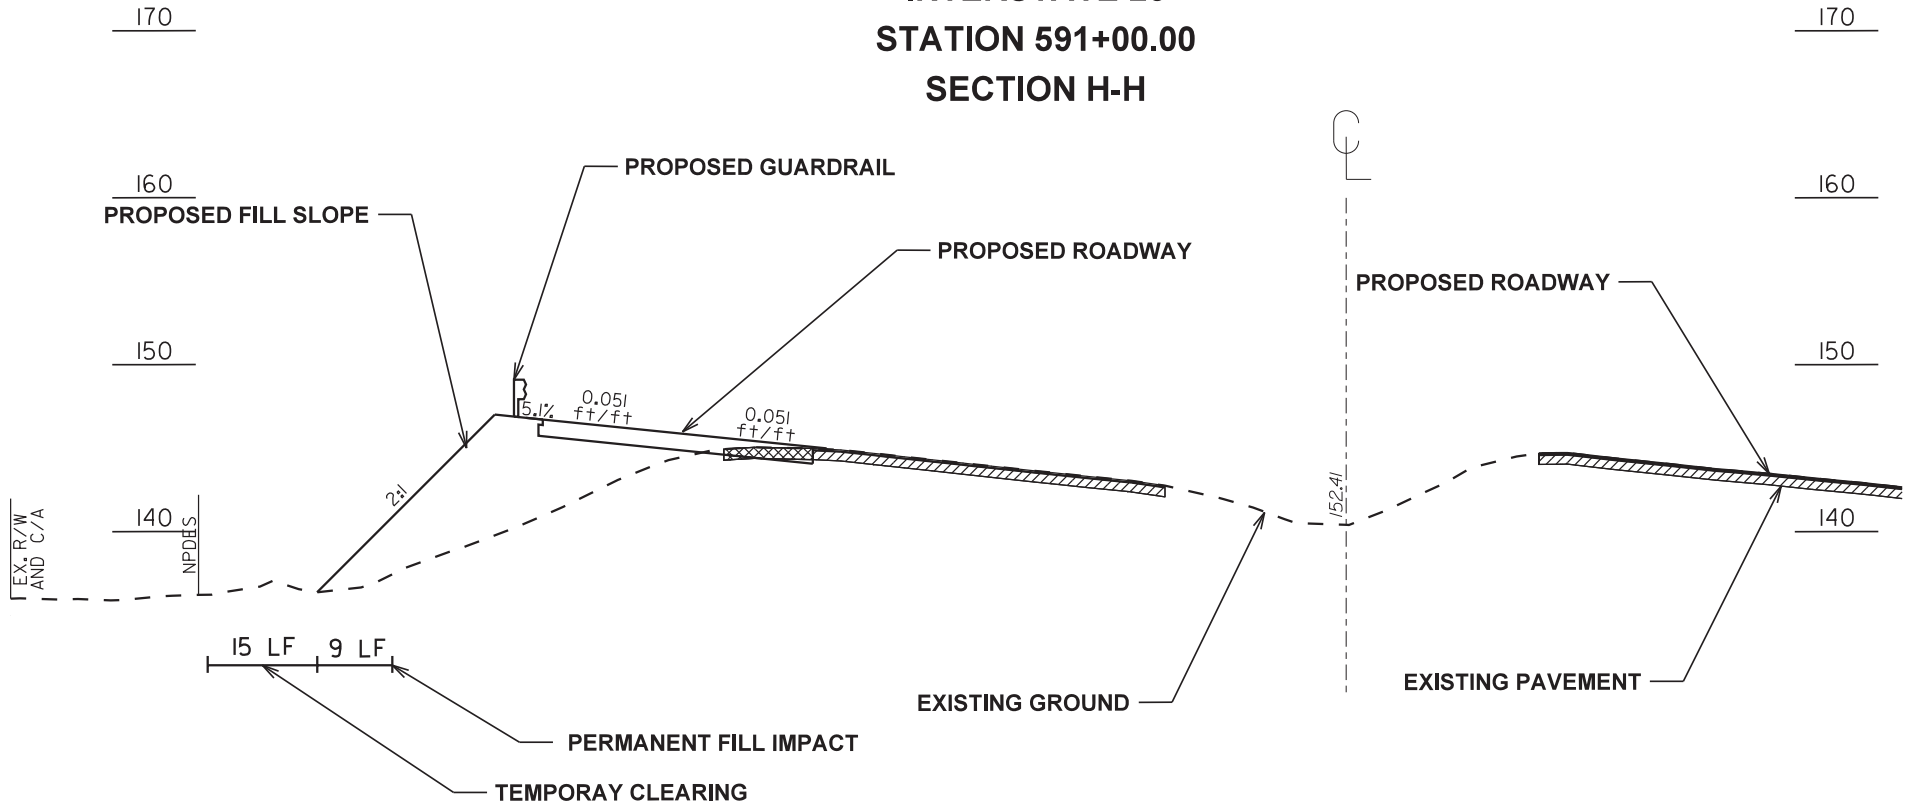 STATION 591+00.00
SECTION H-H
170
170
160
160
PROPOSED GUARDRAIL
PROPOSED FILL SLOPE
PROPOSED ROADWAY
PROPOSED ROADWAY
150
150
5.1%
0.051
ft/ft
0.051
ft/ft
2:1
152.41
140
140
EX. R/W
AND C/A
NPDES
15 LF
9 LF
EXISTING GROUND
EXISTING PAVEMENT
PERMANENT FILL IMPACT
TEMPORAY CLEARING